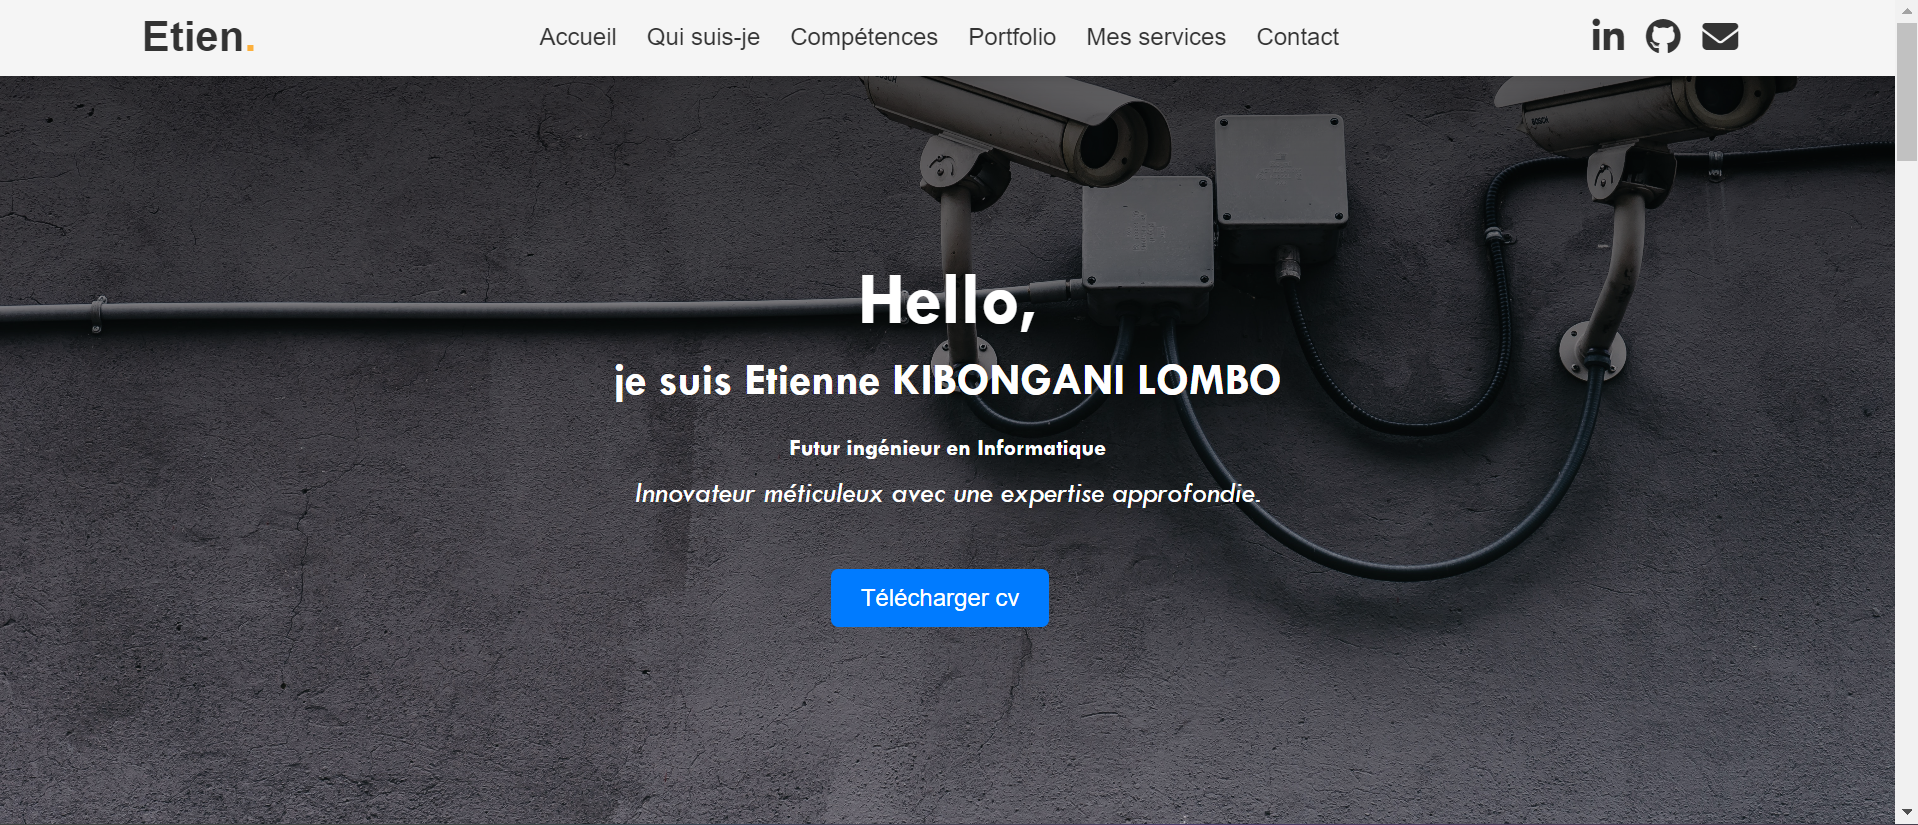 Etien.
Accueil Qui suis-je Compétences Portfolio Mes services Contact
in
BOSCH
Hello,
je suis Etienne KIBONGANI LOMBO
Futur ingénieur en Informatique
Innovateur méticuleux avec une expertise approfondie.
Télécharger cv